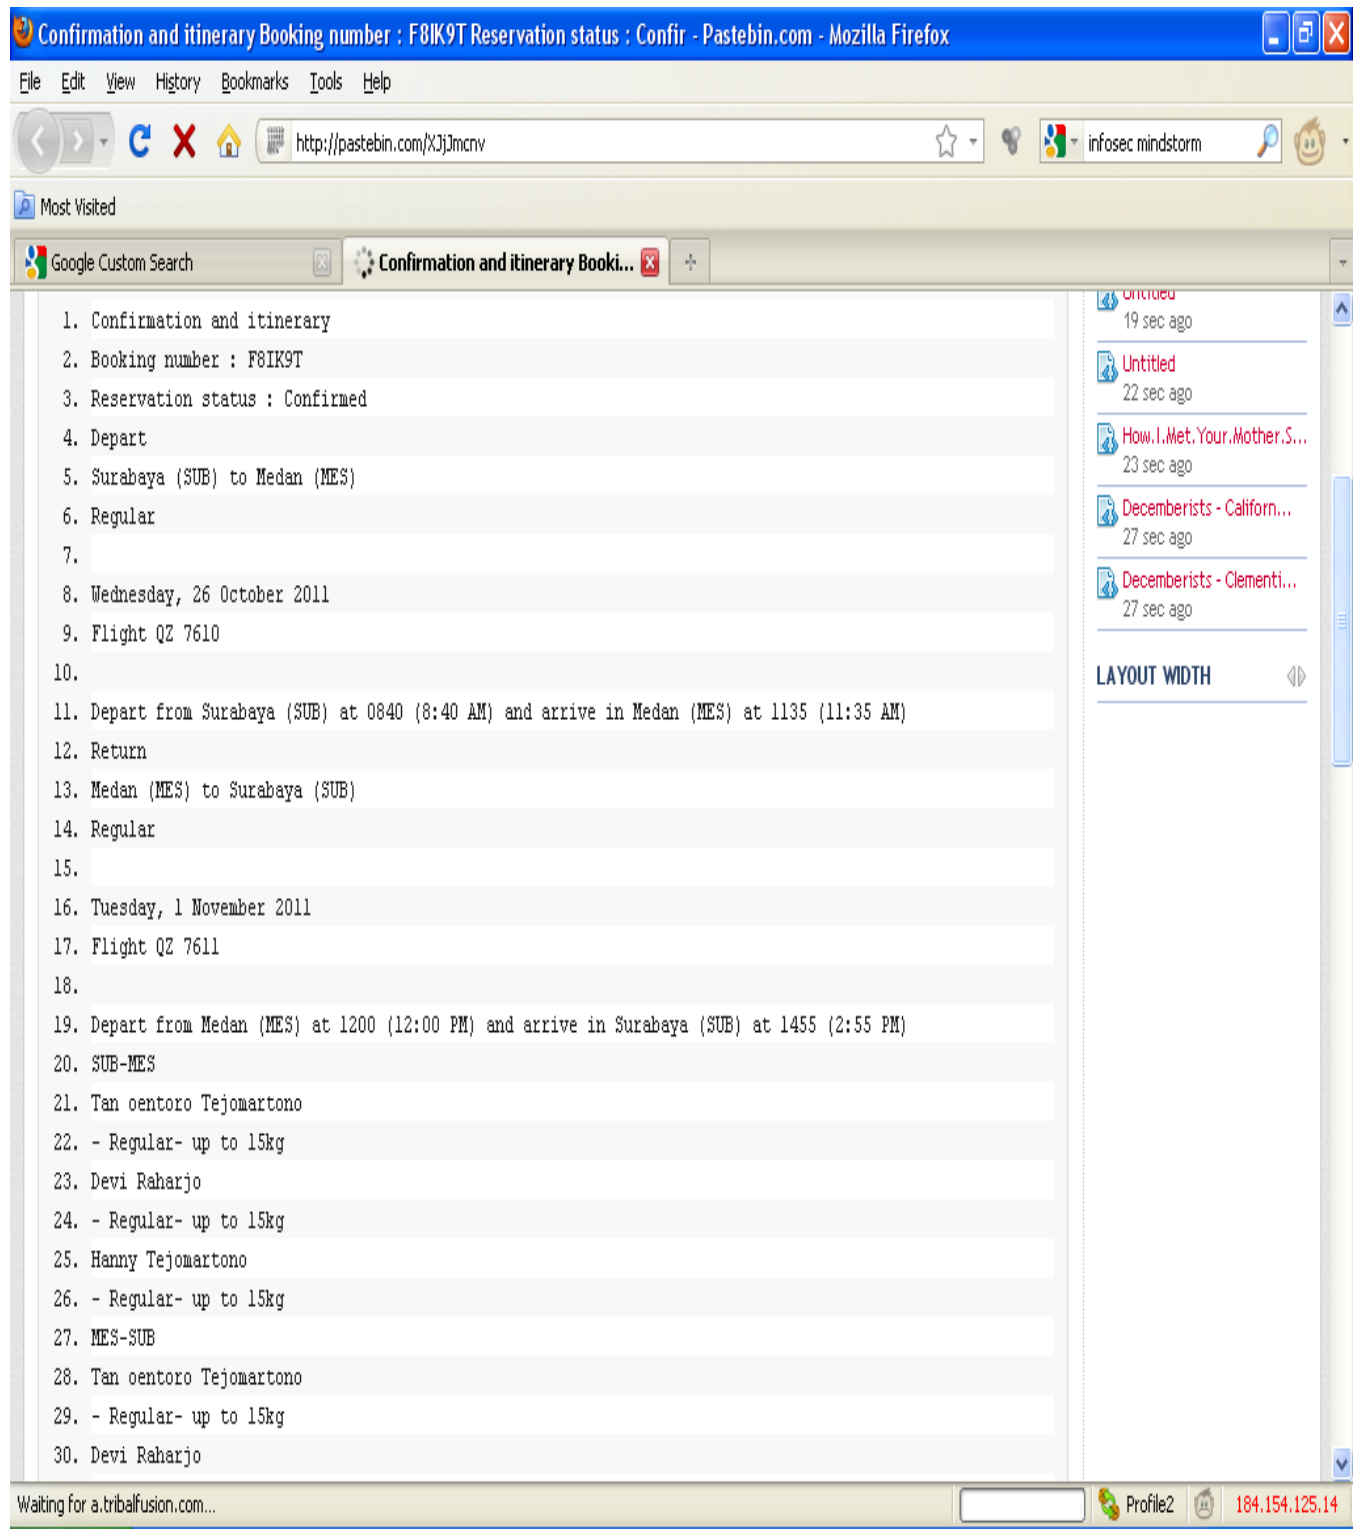 Confirmation and itinerary Booking number : F8IK9T Reservation status : Confir - Pastebin.com - Mozilla Firefox
File Edit View History Bookmarks Tools Help
http://pastebin.com/XJjJmcnv
infosec mindstorm
Most Visited
Google Custom Search
Confirmation and itinerary Booki...
1. Confirmation and itinerary
2. Booking number : F8IK9T
3. Reservation status : Confirmed
4. Depart
5. Surabaya (SUB) to Medan (MES)
6. Regular
7.
8. Wednesday, 26 October 2011
9. Flight QZ 7610
10.
11. Depart from Surabaya (SUB) at 0840 (8:40 AM) and arrive in Medan (MES) at 1135 (11:35 AM)
12. Return
13. Medan (MES) to Surabaya (SUB)
14. Regular
15.
16. Tuesday, 1 November 2011
17. Flight QZ 7611
18.
19. Depart from Medan (MES) at 1200 (12:00 PM) and arrive in Surabaya (SUB) at 1455 (2:55 PM)
20. SUB-MES
21. Tan oentoro Tejomartono
22. - Regular- up to 15kg
23. Devi Raharjo
24. - Regular- up to 15kg
25. Hanny Tejomartono
26. - Regular- up to 15kg
27. MES-SUB
28. Tan oentoro Tejomartono
29. - Regular- up to 15kg
30. Devi Raharjo
Untitled
19 sec ago
Untitled
22 sec ago
How.I.Met.Your.Mother.S...
23 sec ago
Decemberists - Californ...
27 sec ago
Decemberists - Clementi...
27 sec ago
LAYOUT WIDTH
Waiting for a.tribalfusion.com...
Profile2
184.154.125.14